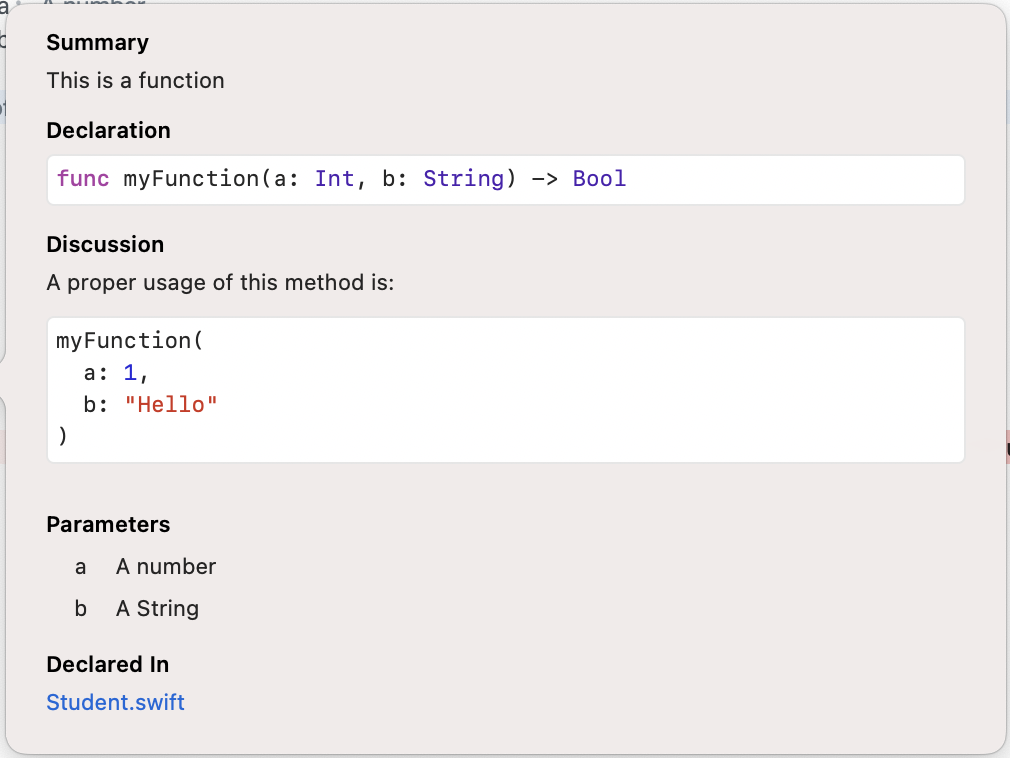 Summary
This is a function
Declaration
func myFunction(a: Int, b: String) -> Bool
Discussion
A proper usage of this method is:
myFunction(
  a: 1,
  b: "Hello"
)
Parameters
a A number
b A String
Declared In
Student.swift